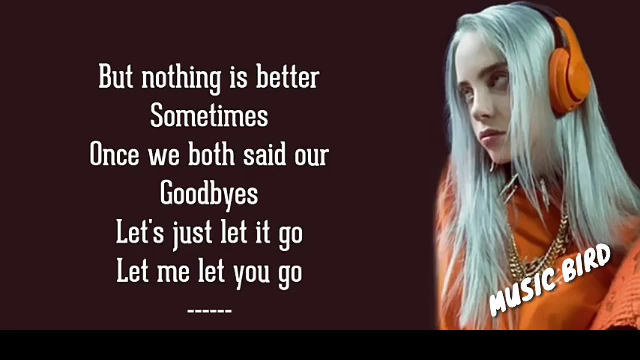 But nothing is better
Sometimes
Once we both said our
Goodbyes
Let's just let it go
Let me let you go
------
MUSIC BIRD